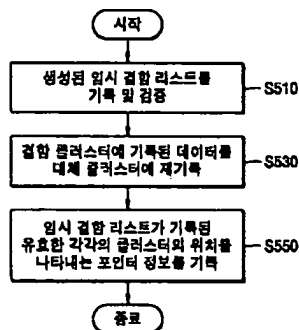 시작
생성된 임시 결함 리스트를
기록 및 검증
S510
결함 클러스터에 기록된 데이터를
대체 클러스터에 재기록
S530
임시 결함 리스트가 기록된
유효한 각각의 클러스터의 위치를
나타내는 포인터 정보를 기록
S550
종료